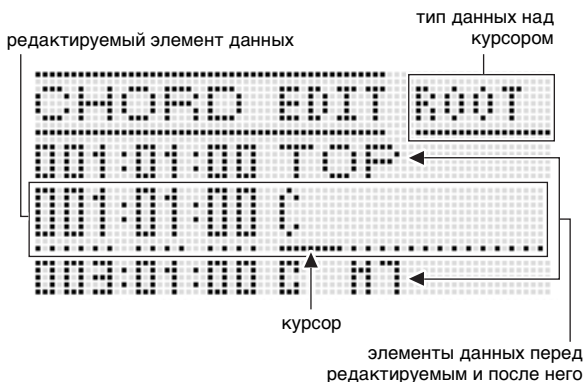 тип данных над
курсором
редактируемый элемент данных
CHORD EDIT ROOT
001:01:00 TOP
001:01:00 C
003:01:00 G M7
курсор
элементы данных перед
редактируемым и после него